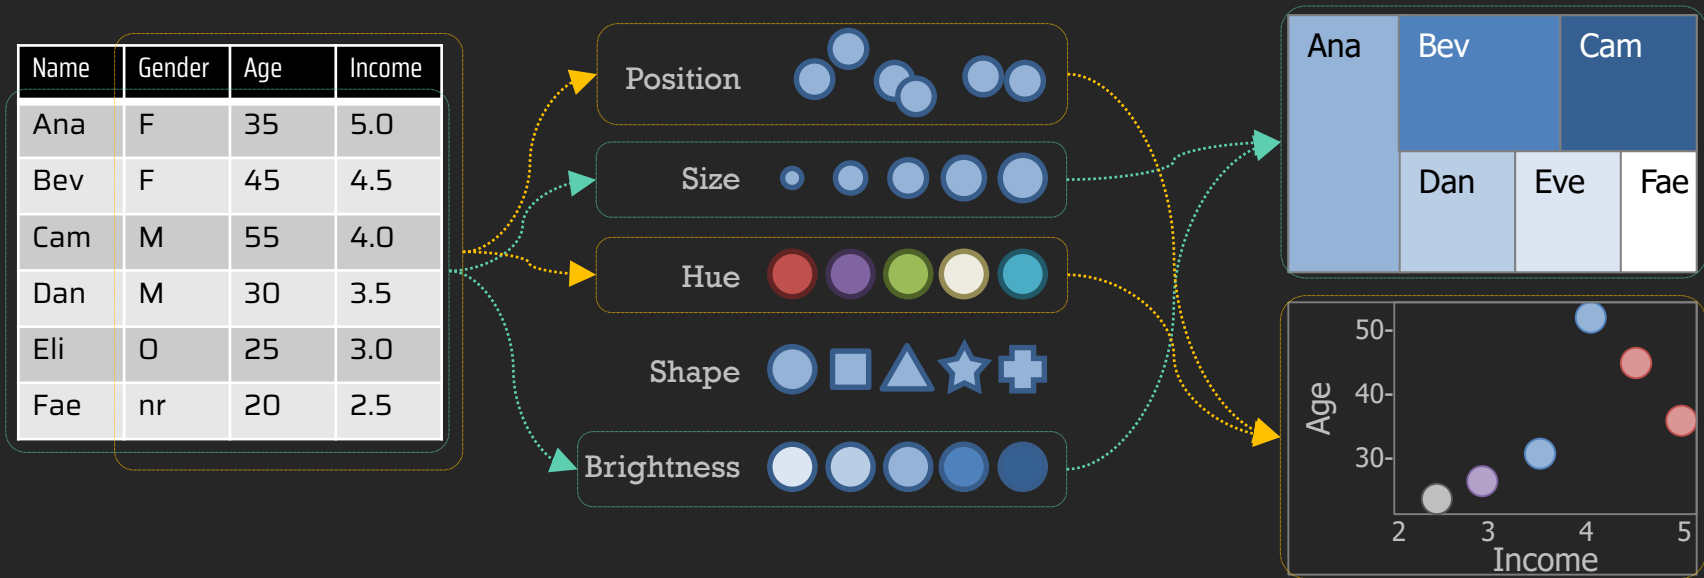 Name Gender Age Income
Ana F 35 5.0
Bev F 45 4.5
Cam M 55 4.0
Dan M 30 3.5
Eli O 25 3.0
Fae nr 20 2.5
Position
Size
Hue
Shape
Brightness
Ana Bev Cam
Dan Eve Fae
Age
50
40
30
2 3 4 5
Income